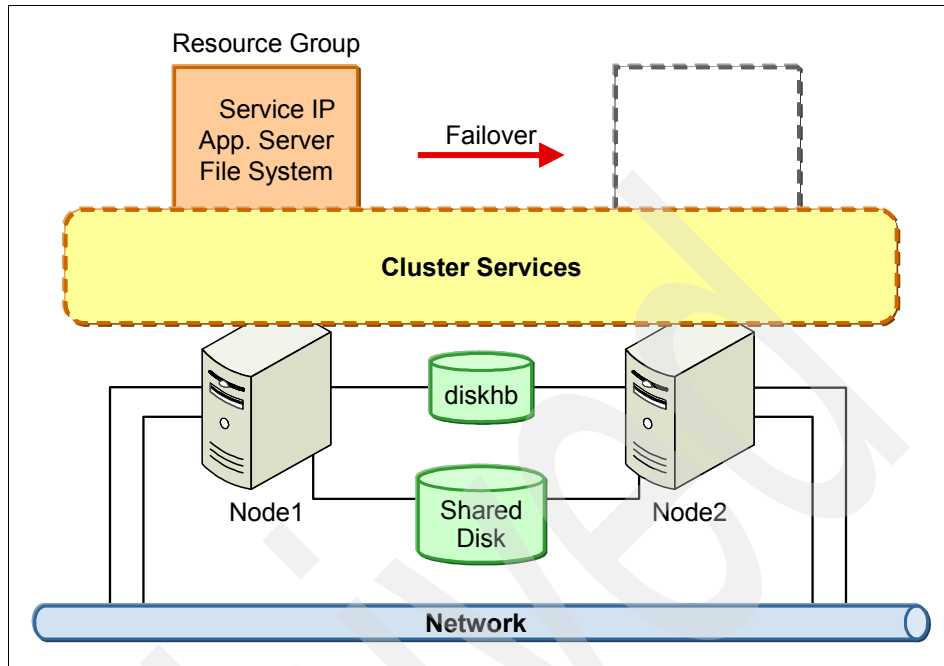 Resource Group
Service IP
App. Server
File System
Failover
Cluster Services
diskhb
Node1
Shared
Disk
Node2
Network